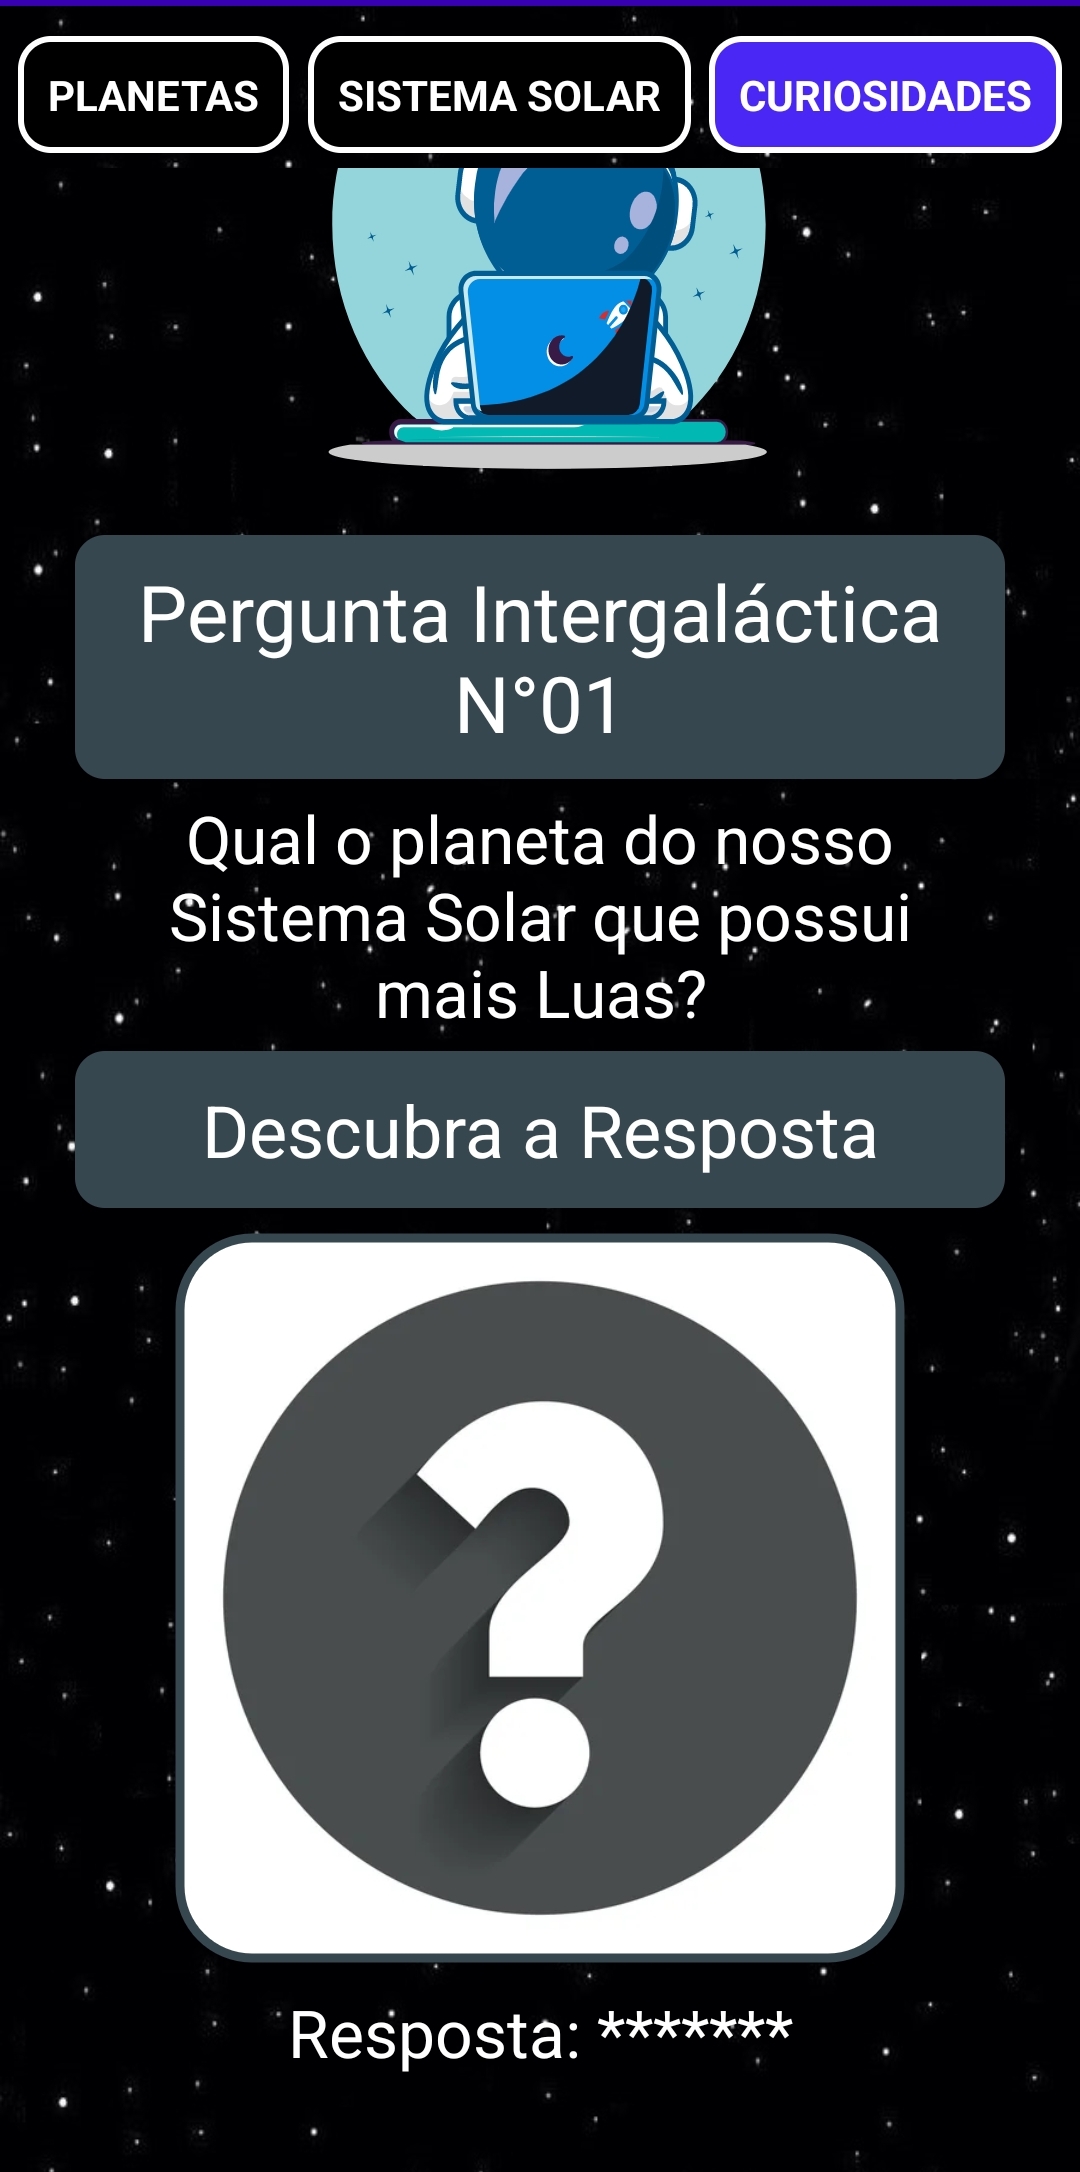 PLANETAS
SISTEMA SOLAR
CURIOSIDADES
Pergunta Intergaláctica
N°01
Qual o planeta do nosso
Sistema Solar que possui
mais Luas?
Descubra a Resposta
?
Resposta: *******